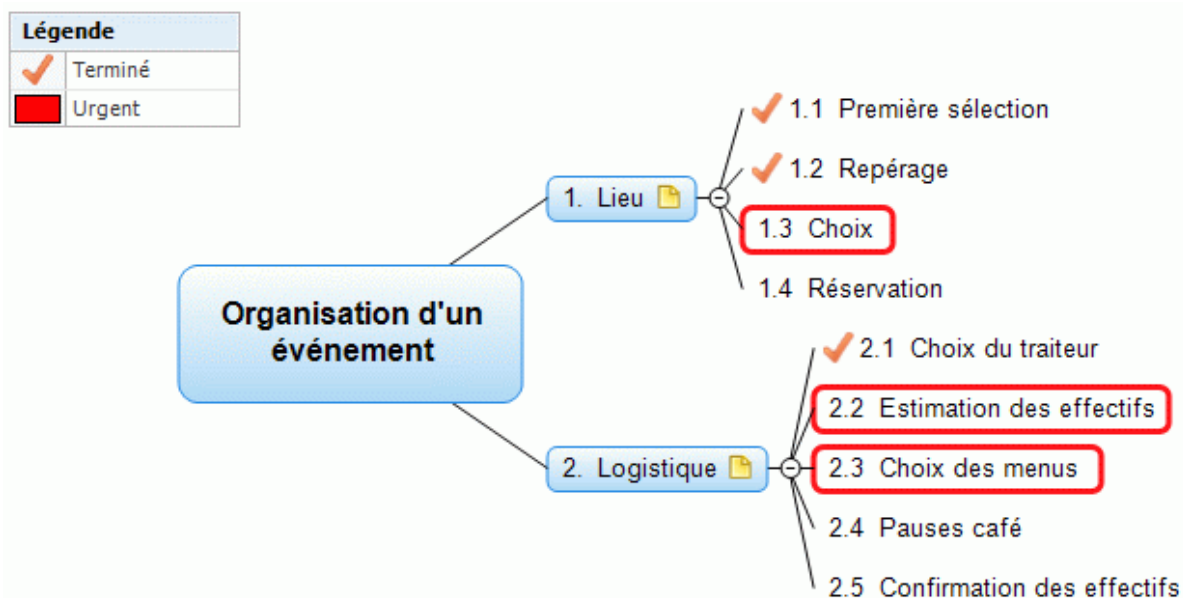 Légende
Terminé
Urgent
1.1 Première sélection
1.2 Repérage
1. Lieu
1.3 Choix
1.4 Réservation
Organisation d'un
événement
2.1 Choix du traiteur
2.2 Estimation des effectifs
2. Logistique
2.3 Choix des menus
2.4 Pauses café
2.5 Confirmation des effectifs